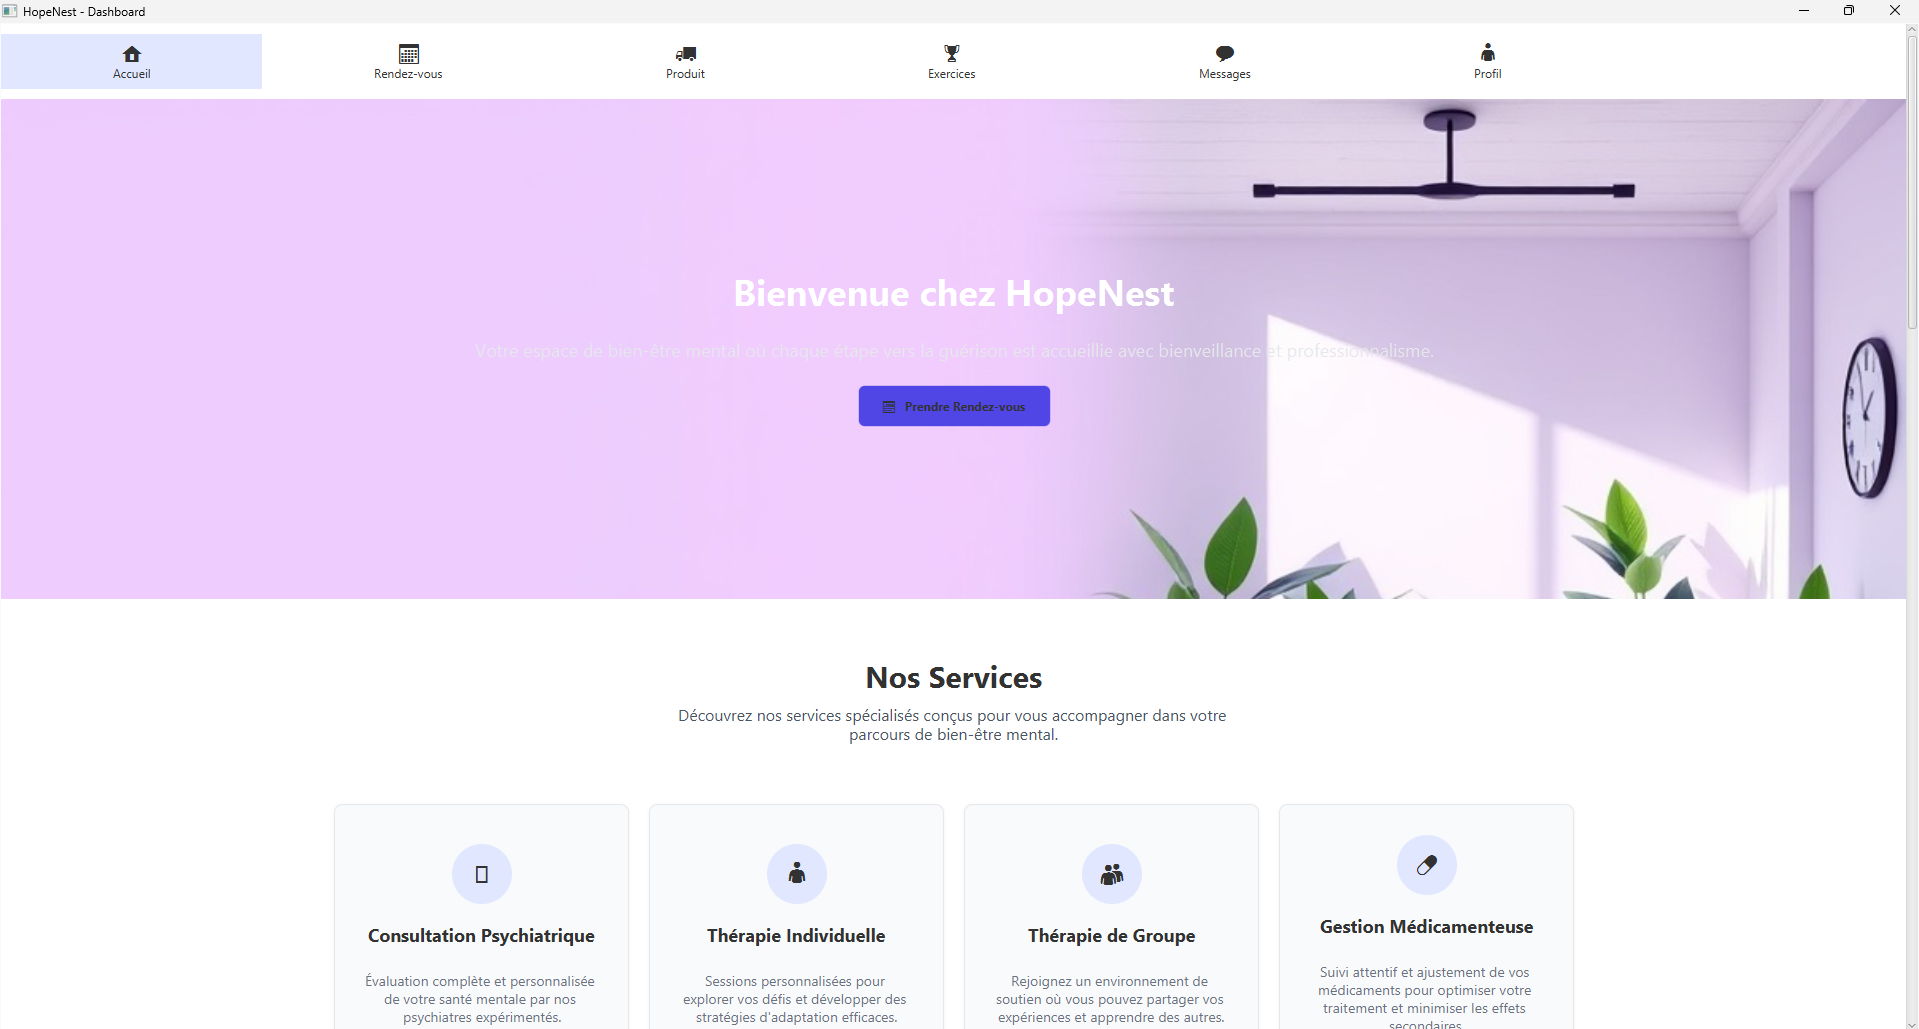 HopeNest - Dashboard
Accueil
Rendez-vous
Produit
Exercices
Messages
Profil
Bienvenue chez HopeNest
Votre espace de bien-être mental où chaque étape vers la guérison est accueillie avec bienveillance et professionnalisme.
Prendre Rendez-vous
Nos Services
Découvrez nos services spécialisés conçus pour vous accompagner dans votre
parcours de bien-être mental.
Consultation Psychiatrique
Évaluation complète et personnalisée
de votre santé mentale par nos
psychiatres expérimentés.
Thérapie Individuelle
Sessions personnalisées pour
explorer vos défis et développer des
stratégies d'adaptation efficaces.
Thérapie de Groupe
Rejoignez un environnement de
soutien où vous pouvez partager vos
expériences et apprendre des autres.
Gestion Médicamenteuse
Suivi attentif et ajustement de vos
médicaments pour optimiser votre
traitement et minimiser les effets
secondaires.